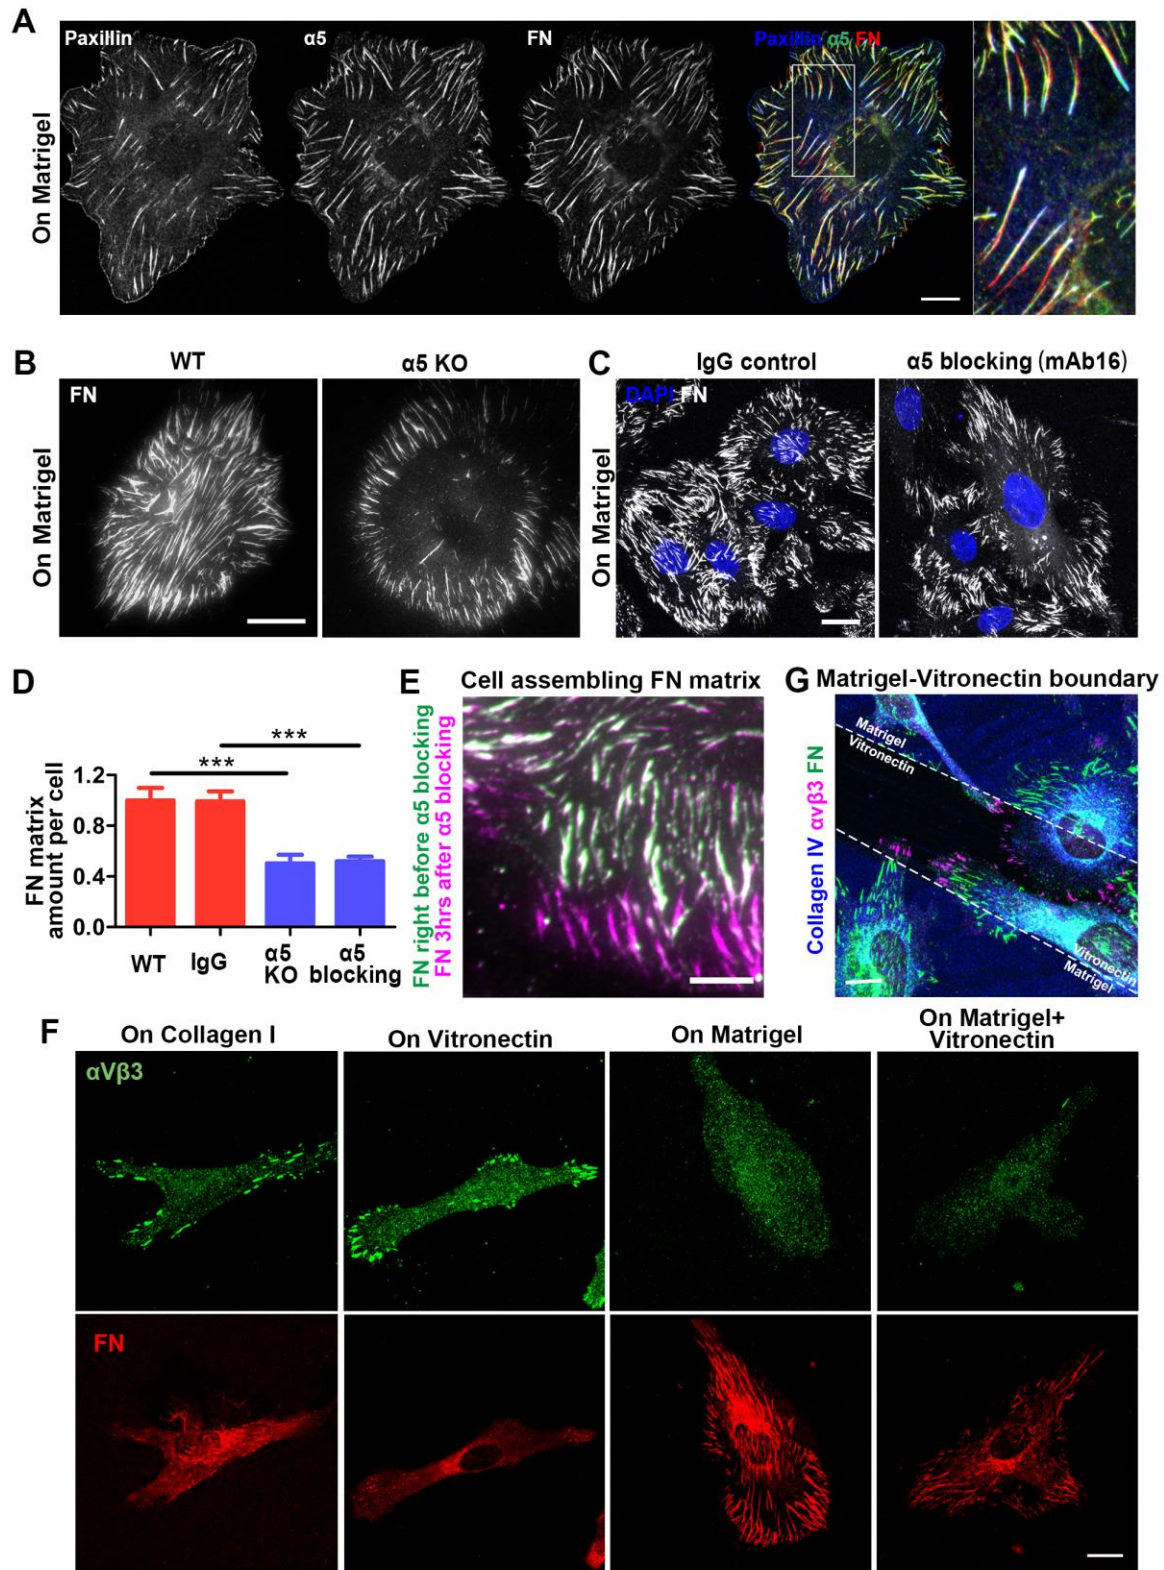 A
Paxillin α5 FN Paxillin α5 FN
On Matrigel
B
WT α5 KO
FN
On Matrigel
C
IgG control α5 blocking (mAb16)
DAPI FN
On Matrigel
D
*** ***
FN matrix
amount per cell
1.2
0.8
0.4
0.0
WT IgG α5 KO α5 blocking
E
Cell assembling FN matrix
FN right before α5 blocking
FN 3hrs after α5 blocking
G
Matrigel-Vitronectin boundary
Collagen IV αvβ3 FN
Matrigel
Vitronectin
Vitronectin
Matrigel
F
On Collagen I On Vitronectin On Matrigel On Matrigel+
Vitronectin
αVβ3
FN